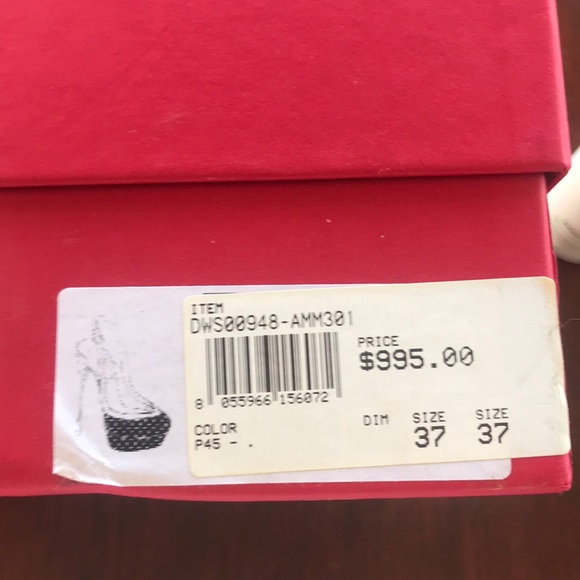 ITEM
DWS00948-AMM301
PRICE
$995.00
8 055966 156072
COLOR DIM SIZE SIZE
P45 - . 37 37